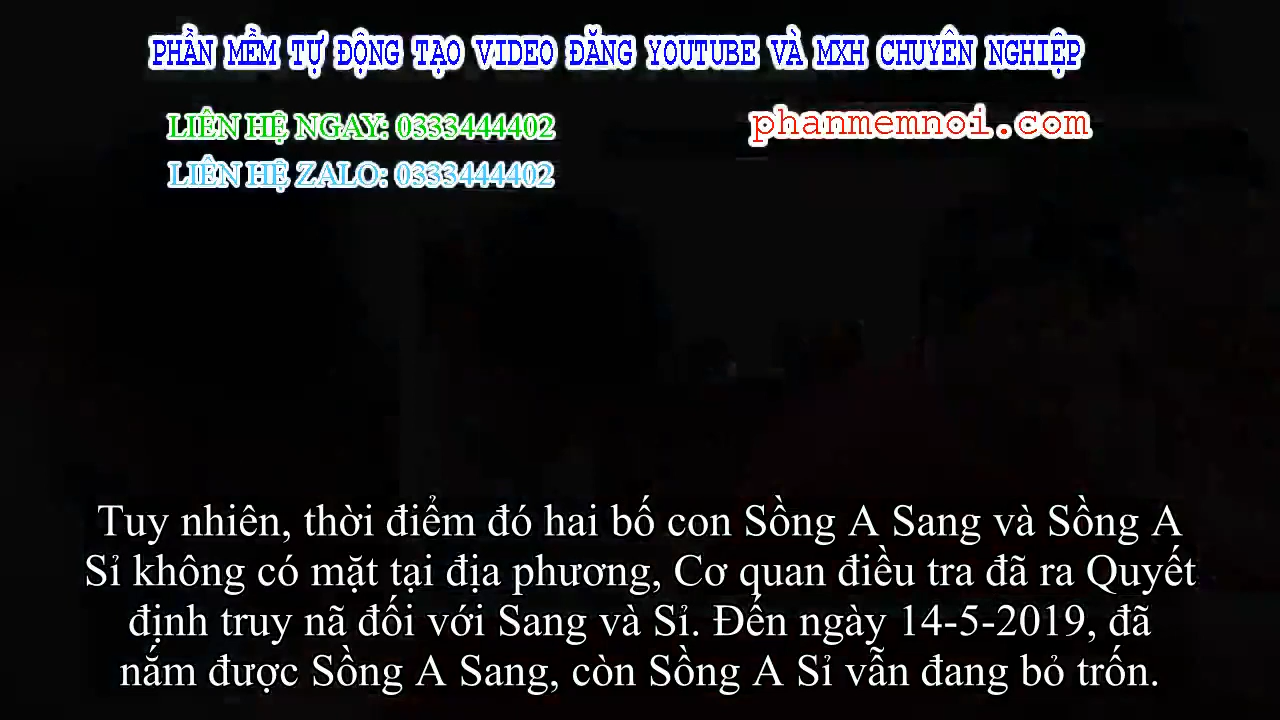 PHẦN MỀM TỰ ĐỘNG TẠO VIDEO ĐĂNG YOUTUBE VÀ MXH CHUYÊN NGHIỆP
LIÊN HỆ NGAY: 0333444402
phanmemnoi.com
LIÊN HỆ ZALO: 0333444402
Tuy nhiên, thời điểm đó hai bố con Sồng A Sang và Sồng A
Sỉ không có mặt tại địa phương, Cơ quan điều tra đã ra Quyết
định truy nã đối với Sang và Sỉ. Đến ngày 14-5-2019, đã
nắm được Sồng A Sang, còn Sồng A Sỉ vẫn đang bỏ trốn.